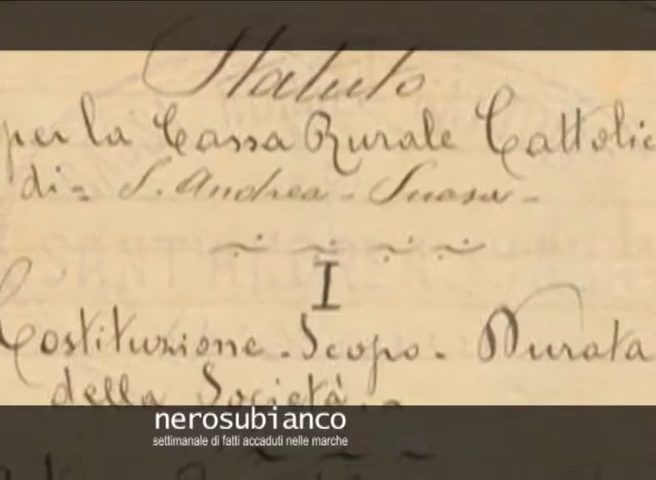 Statuto
per la Cassa Rurale Cattolic
di= S. Andrea - Suasa -
I
Costituzione - Scopo - Durata
della Società -
nerosubianco
settimanale di fatti accaduti nelle marche